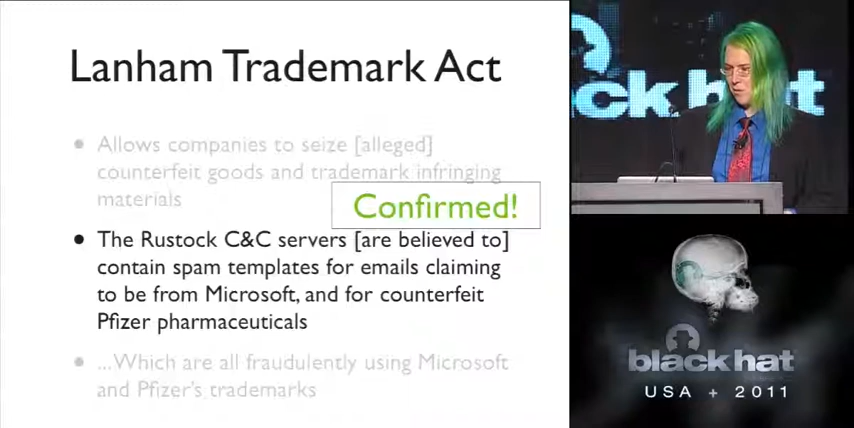 Lanham Trademark Act
• Allows companies to seize [alleged]
counterfeit goods and trademark infringing
materials
Confirmed!
• The Rustock C&C servers [are believed to]
contain spam templates for emails claiming
to be from Microsoft, and for counterfeit
Pfizer pharmaceuticals
• ...Which are all fraudulently using Microsoft
and Pfizer's trademarks
ck hat
black hat
USA + 2011